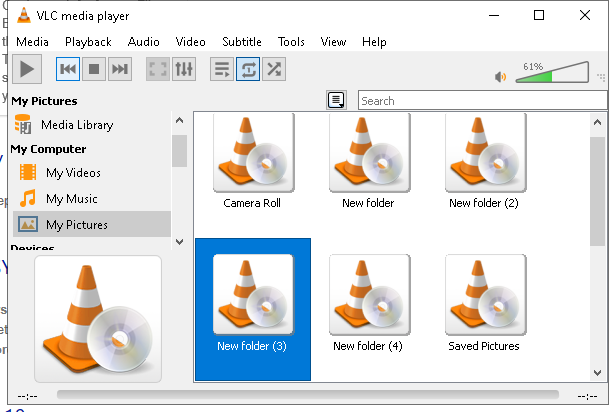 VLC media player
Media Playback Audio Video Subtitle Tools View Help
61%
My Pictures
Search
Media Library
My Computer
My Videos
My Music
My Pictures
Devices
Camera Roll New folder New folder (2)
New folder (3) New folder (4) Saved Pictures
--:-- --:--